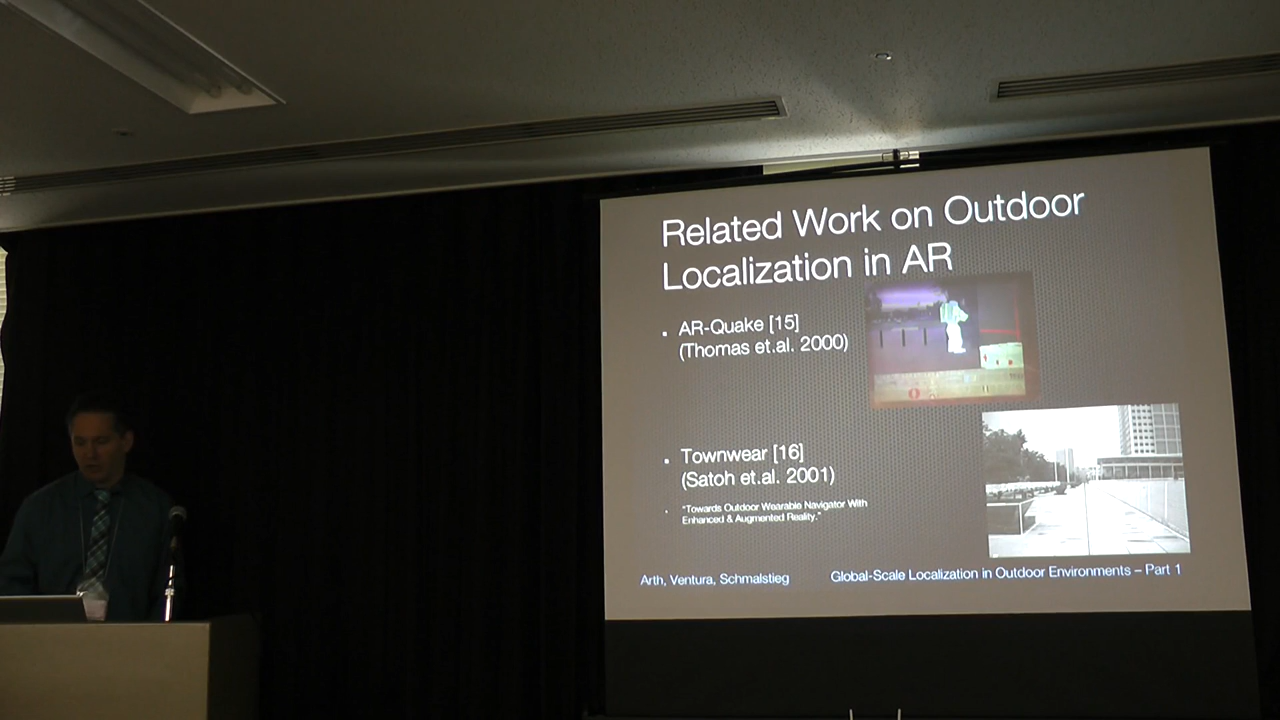 Related Work on Outdoor
Localization in AR
AR-Quake [15]
(Thomas et.al. 2000)
Townwear [16]
(Satoh et.al. 2001)
"Towards Outdoor Wearable Navigator With
Enhanced & Augmented Reality."
Arth, Ventura, Schmalstieg
Global-Scale Localization in Outdoor Environments – Part 1